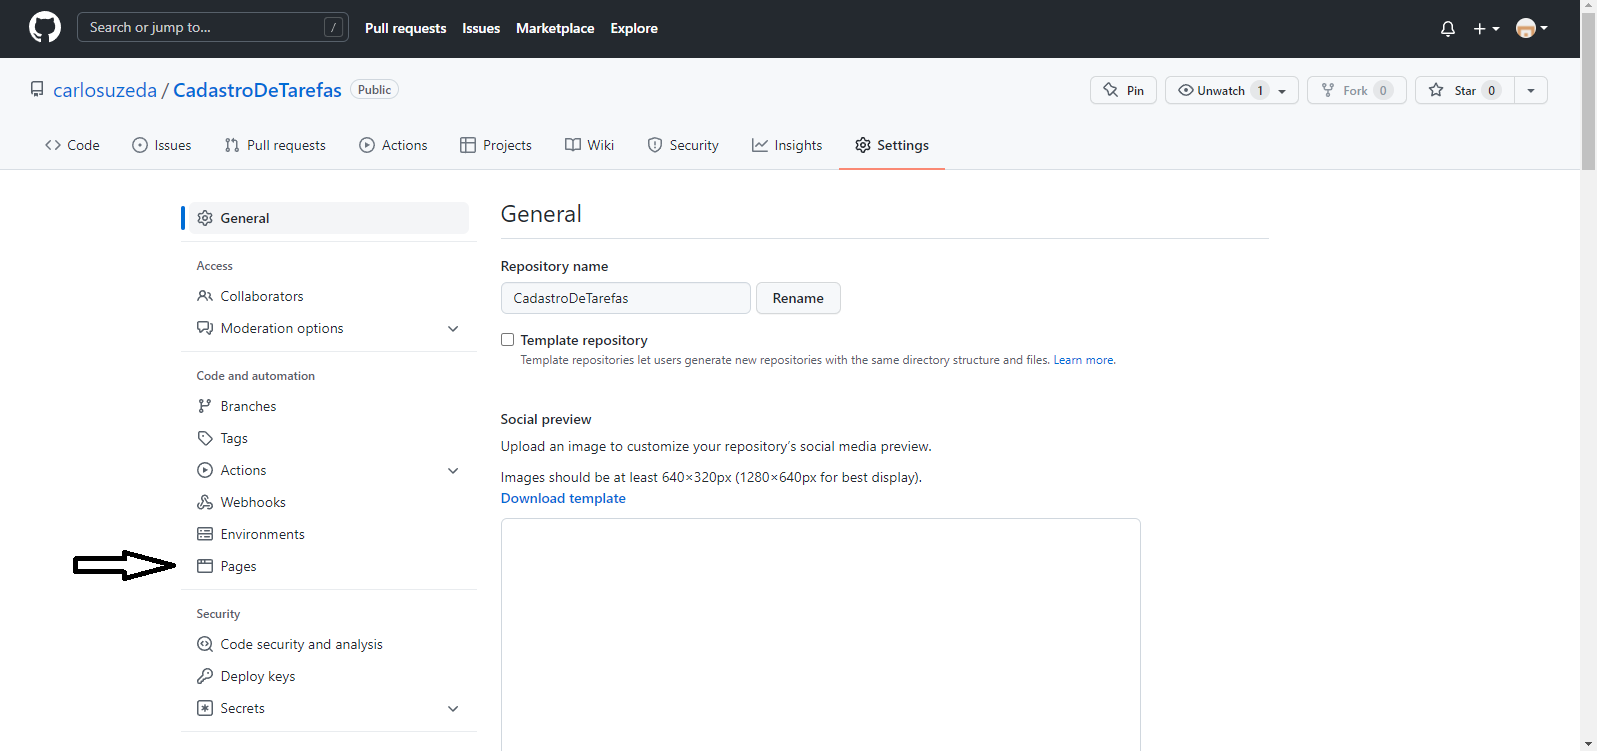 Search or jump to... /
Pull requests Issues Marketplace Explore
carlosuzeda / CadastroDeTarefas Public
Pin Unwatch 1 Fork 0 Star 0
Code Issues Pull requests Actions Projects Wiki Security Insights Settings
General
Access
Collaborators
Moderation options
Code and automation
Branches
Tags
Actions
Webhooks
Environments
Pages
Security
Code security and analysis
Deploy keys
Secrets
General
Repository name
CadastroDeTarefas Rename
Template repository
Template repositories let users generate new repositories with the same directory structure and files. Learn more.
Social preview
Upload an image to customize your repository’s social media preview.
Images should be at least 640×320px (1280×640px for best display).
Download template